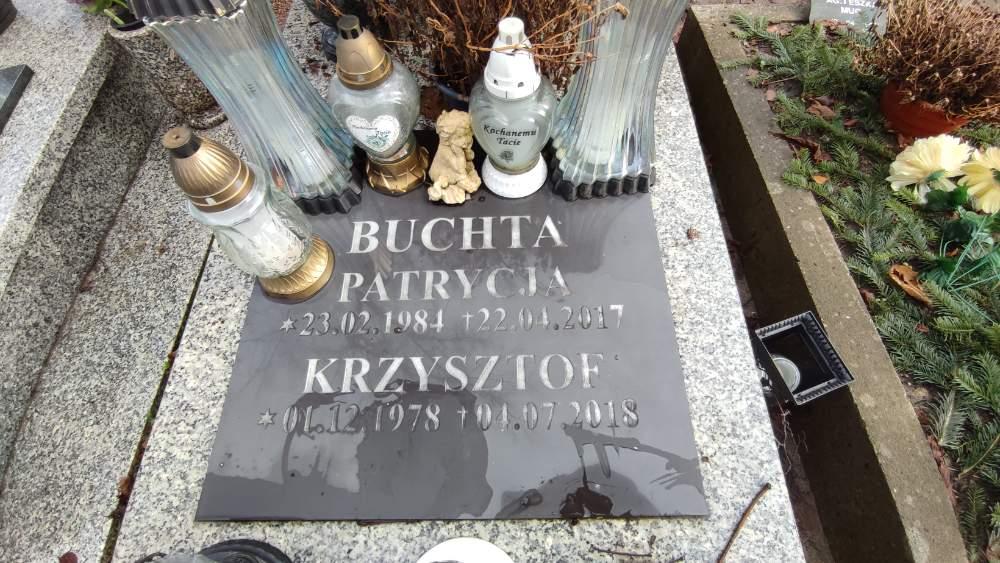 Kochanemu
Tacie
BUCHTA
PATRYCJA
*23.02.1984 †22.04.2017
KRZYSZTOF
*01.12.1978 †04.07.2018